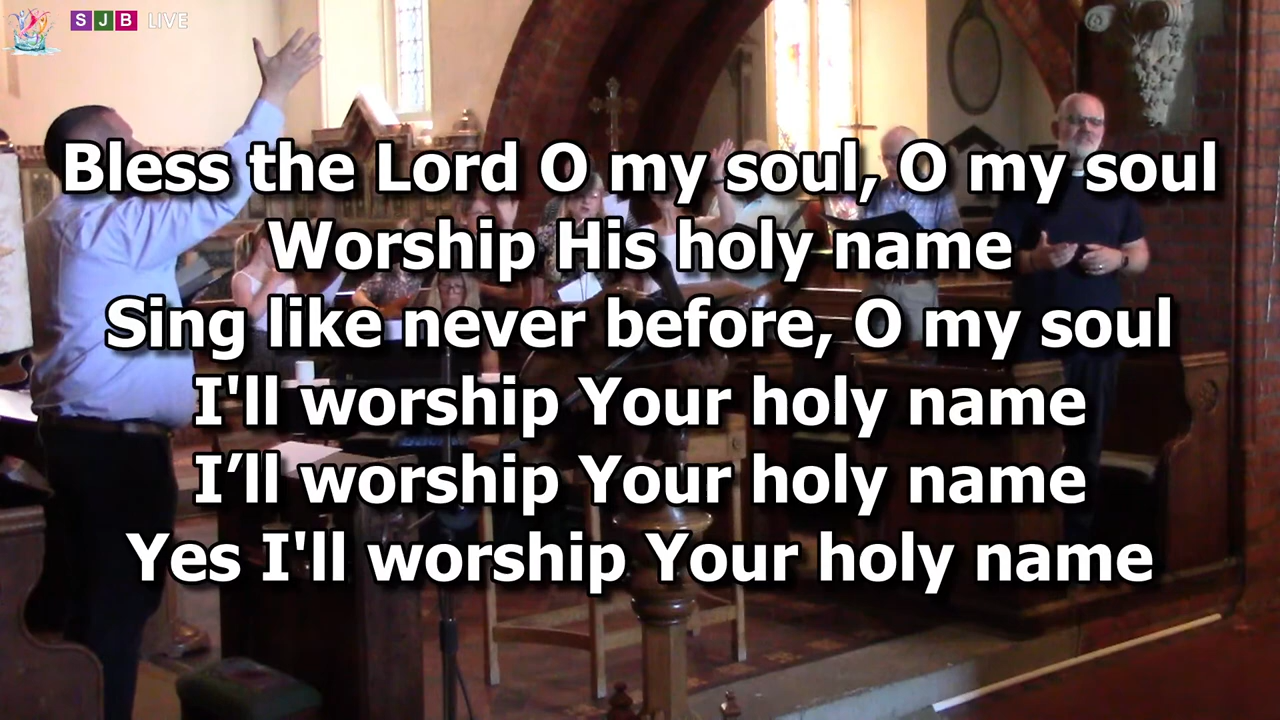 SJB LIVE
Bless the Lord O my soul, O my soul
Worship His holy name
Sing like never before, O my soul
I'll worship Your holy name
I’ll worship Your holy name
Yes I'll worship Your holy name